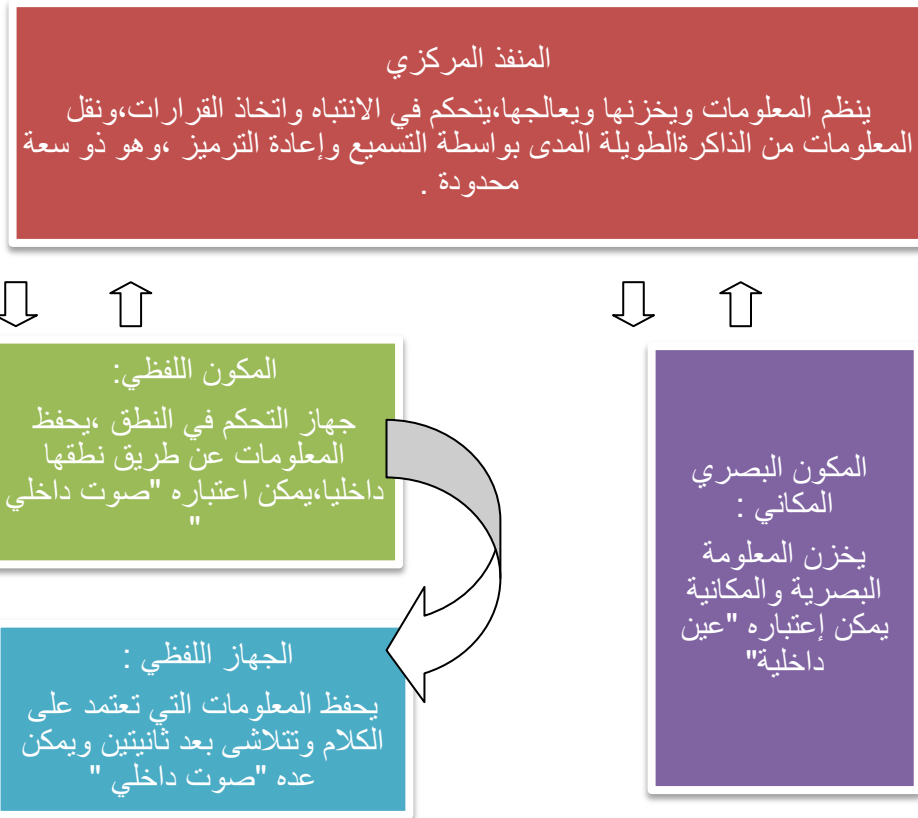 المنفذ المركزي
ينظم المعلومات ويخزنها ويعالجها،يتحكم في الانتباه واتخاذ القرارات،ونقل
المعلومات من الذاكرةالطويلة المدى بواسطة التسميع وإعادة الترميز ،وهو ذو سعة
محدودة .
المكون اللفظي:
جهاز التحكم في النطق ،يحفظ
المعلومات عن طريق نطقها
داخليا،يمكن اعتباره "صوت داخلي
"
المكون البصري
المكاني :
يخزن المعلومة
البصرية والمكانية
يمكن إعتباره "عين
داخلية"
الجهاز اللفظي :
يحفظ المعلومات التي تعتمد على
الكلام وتتلاشى بعد ثانيتين ويمكن
عده "صوت داخلي "